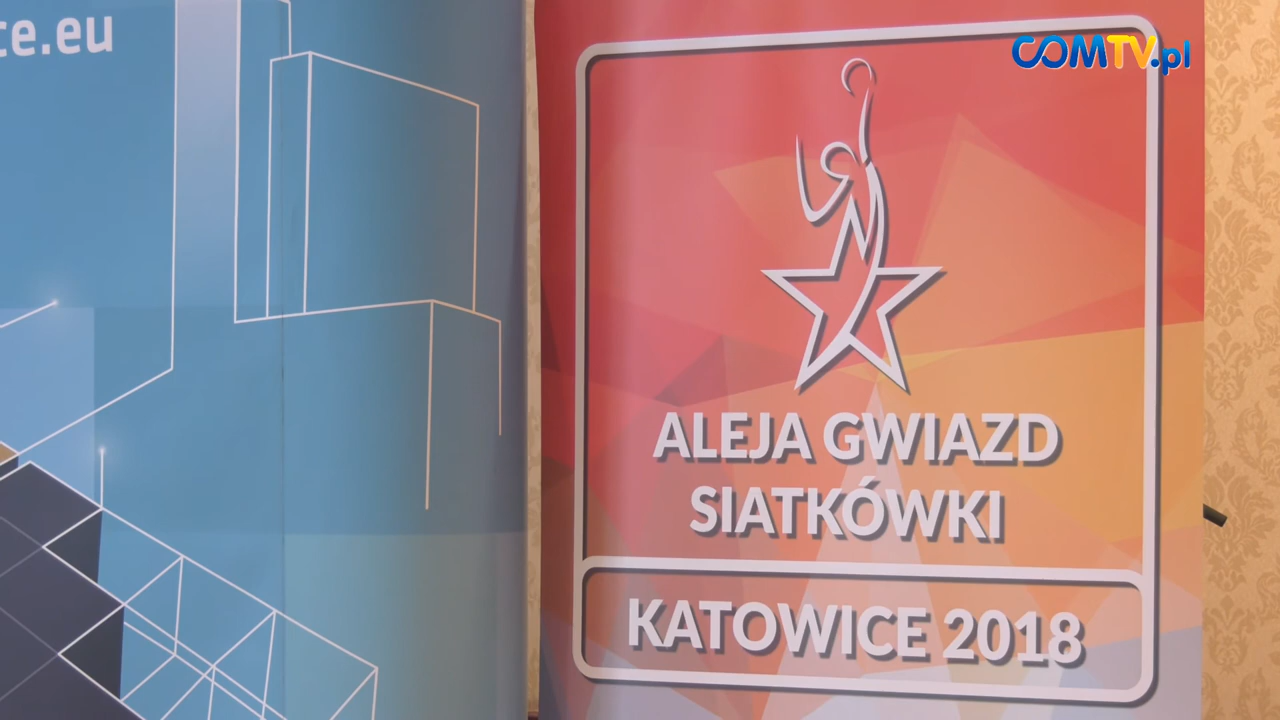 ce.eu
COMTV.pl
ALEJA GWIAZD
SIATKÓWKI
KATOWICE 2018